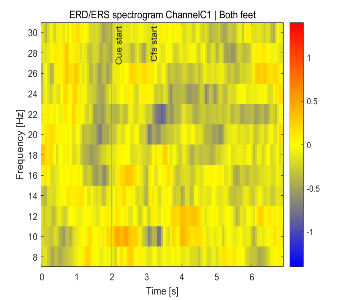 ERD/ERS spectrogram ChannelC1 | Both feet
Cue start
Cfs start
Frequency [Hz]
30
28
26
24
22
20
18
16
14
12
10
8
0 1 2 3 4 5 6
Time [s]
1
0.5
0
-0.5
-1